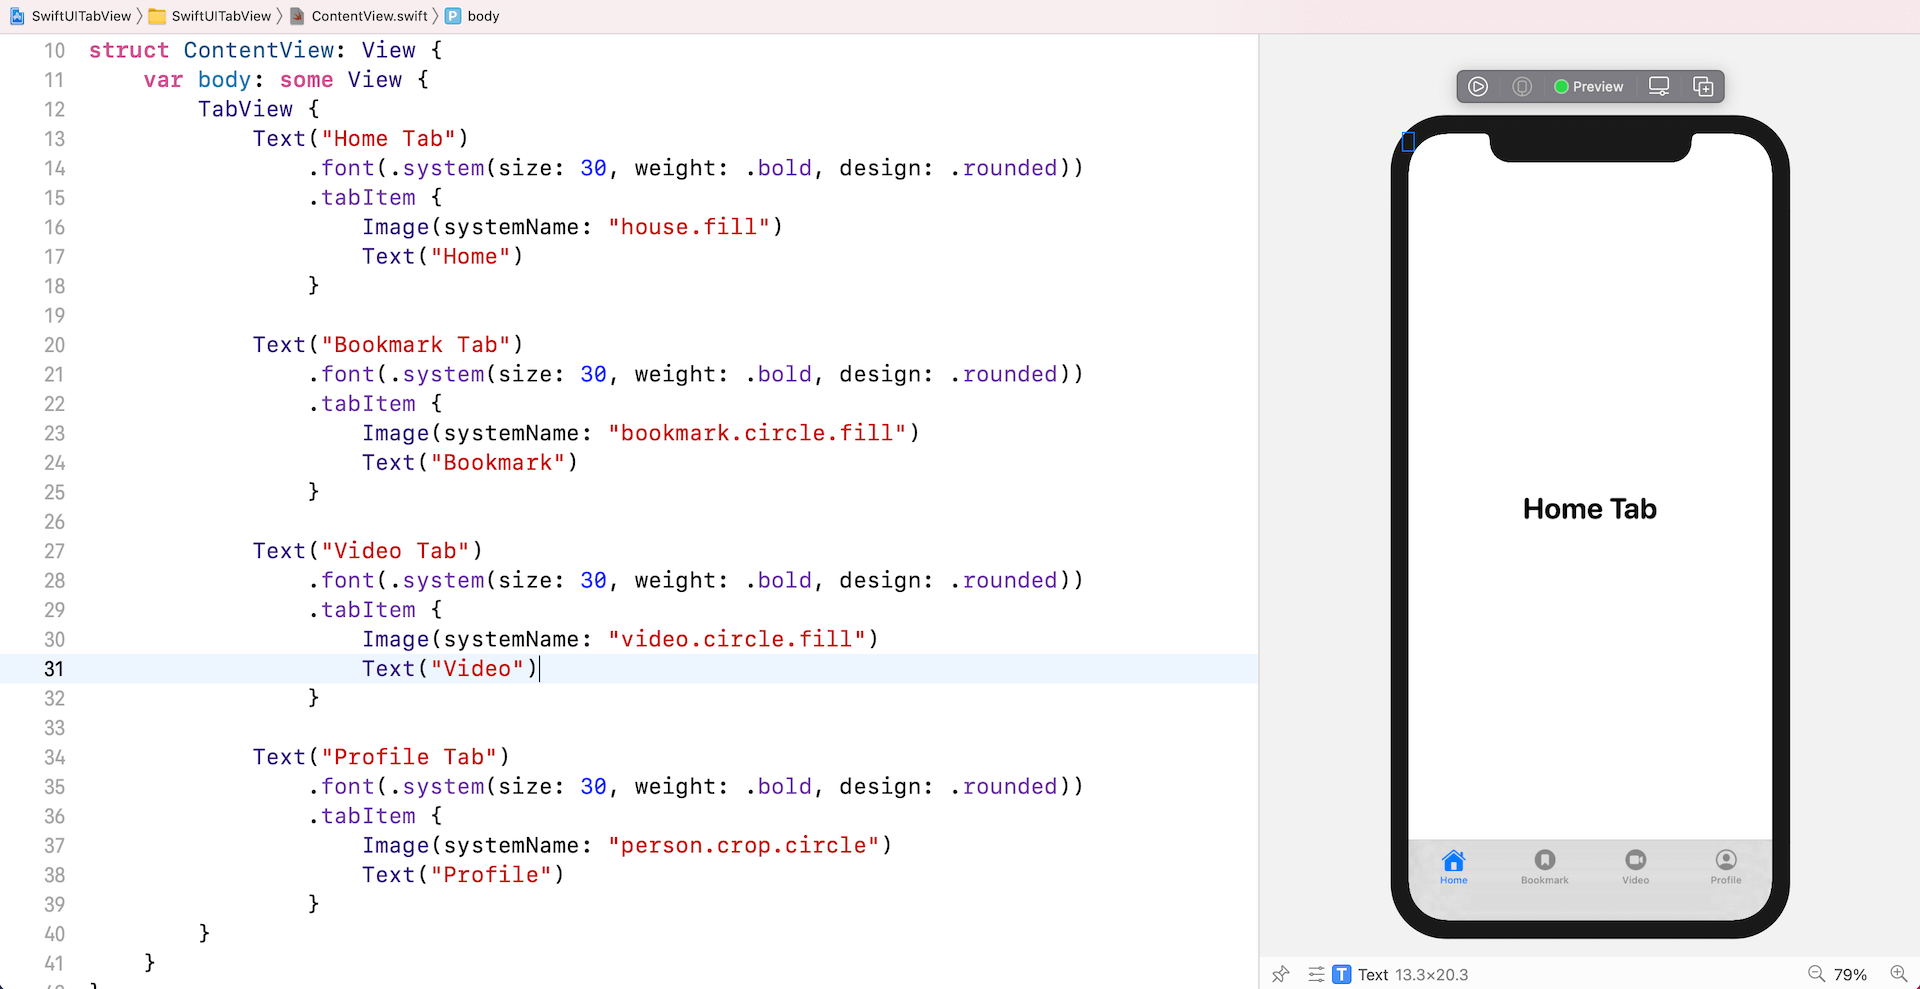 SwiftUITabView 〉 SwiftUITabView 〉 ContentView.swift 〉 P body
10 struct ContentView: View {
11     var body: some View {
12         TabView {
13             Text("Home Tab")
14                 .font(.system(size: 30, weight: .bold, design: .rounded))
15                 .tabItem {
16                     Image(systemName: "house.fill")
17                     Text("Home")
18                 }
19
20             Text("Bookmark Tab")
21                 .font(.system(size: 30, weight: .bold, design: .rounded))
22                 .tabItem {
23                     Image(systemName: "bookmark.circle.fill")
24                     Text("Bookmark")
25                 }
26
27             Text("Video Tab")
28                 .font(.system(size: 30, weight: .bold, design: .rounded))
29                 .tabItem {
30                     Image(systemName: "video.circle.fill")
31                     Text("Video")
32                 }
33
34             Text("Profile Tab")
35                 .font(.system(size: 30, weight: .bold, design: .rounded))
36                 .tabItem {
37                     Image(systemName: "person.crop.circle")
38                     Text("Profile")
39                 }
40         }
41     }
Preview
Home Tab
Home Bookmark Video Profile
T Text 13.3×20.3 79%